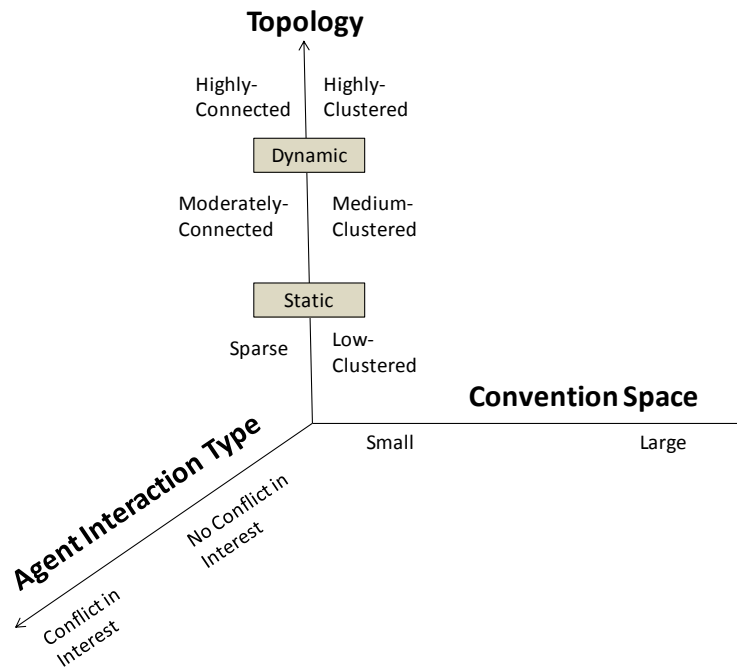 Topology
Highly-
Connected
Highly-
Clustered
Dynamic
Moderately-
Connected
Medium-
Clustered
Static
Sparse
Low-
Clustered
Convention Space
Small
Large
Agent Interaction Type
No Conflict in
Interest
Conflict in
Interest